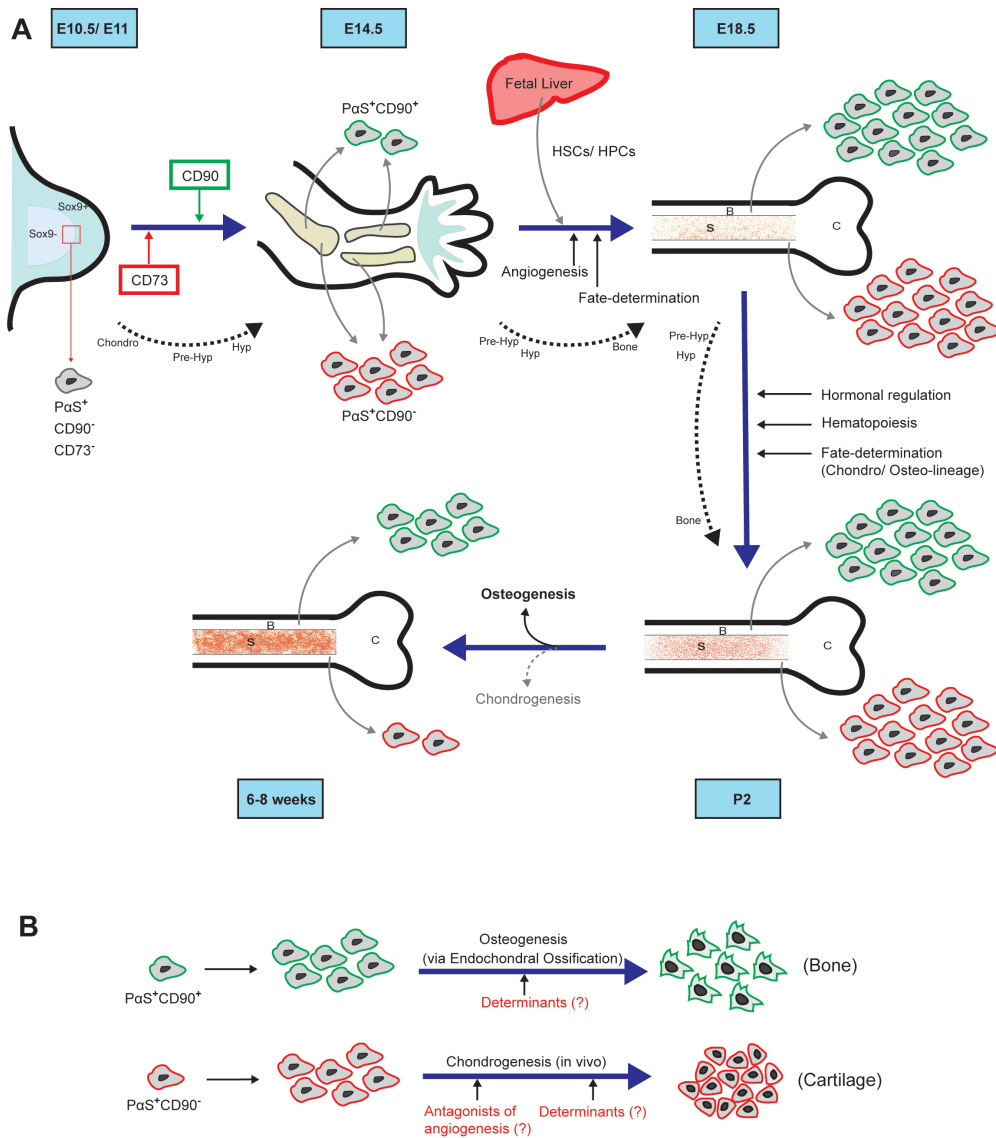 A
E10.5/ E11
E14.5
E18.5
Fetal Liver
PαS⁺CD90⁺
HSCs/ HPCs
CD90
Sox9+
Sox9-
CD73
B
S
C
Angiogenesis
Fate-determination
Chondro
Pre-Hyp
Hyp
Pre-Hyp
Hyp
Bone
Pre-Hyp
Hyp
PαS⁺
CD90⁻
CD73⁻
PαS⁺CD90⁻
Hormonal regulation
Hematopoiesis
Fate-determination
(Chondro/ Osteo-lineage)
Bone
Osteogenesis
Chondrogenesis
B
S
C
B
S
C
6-8 weeks
P2
B
PαS⁺CD90⁺
Osteogenesis
(via Endochondral Ossification)
Determinants (?)
(Bone)
PαS⁺CD90⁻
Chondrogenesis (in vivo)
Antagonists of
angiogenesis (?)
Determinants (?)
(Cartilage)